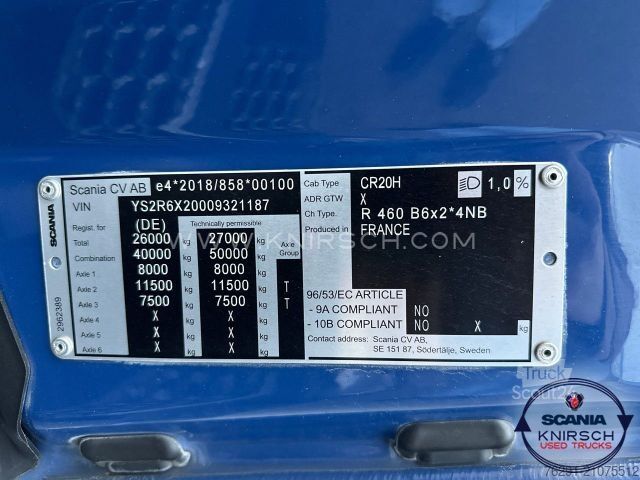 SCANIA
2962389
Scania CV AB e4*2018/858*00100
VIN YS2R6X20009321187
Regis. for (DE) Technically permissible
Total 26000 kg 27000 kg Axle Group
Combination 40000 kg 50000 kg
Axle 1 8000 kg 8000 kg
Axle 2 11500 kg 11500 kg T
Axle 3 7500 kg 7500 kg T
Axle 4 X kg X kg
Axle 5 X kg X kg
Axle 6 X kg X kg
Cab Type CR20H 1,0 %
ADR GTW X
Ch Type. R 460 B6x2*4NB
Produced in FRANCE
96/53/EC ARTICLE
- 9A COMPLIANT NO
- 10B COMPLIANT NO X kg
Contact address: Scania CV AB,
SE 151 87, Södertälje, Sweden
WWW.KNIRSCH.COM
Truck
Scout24
SCANIA
KNIRSCH
USED TRUCKS